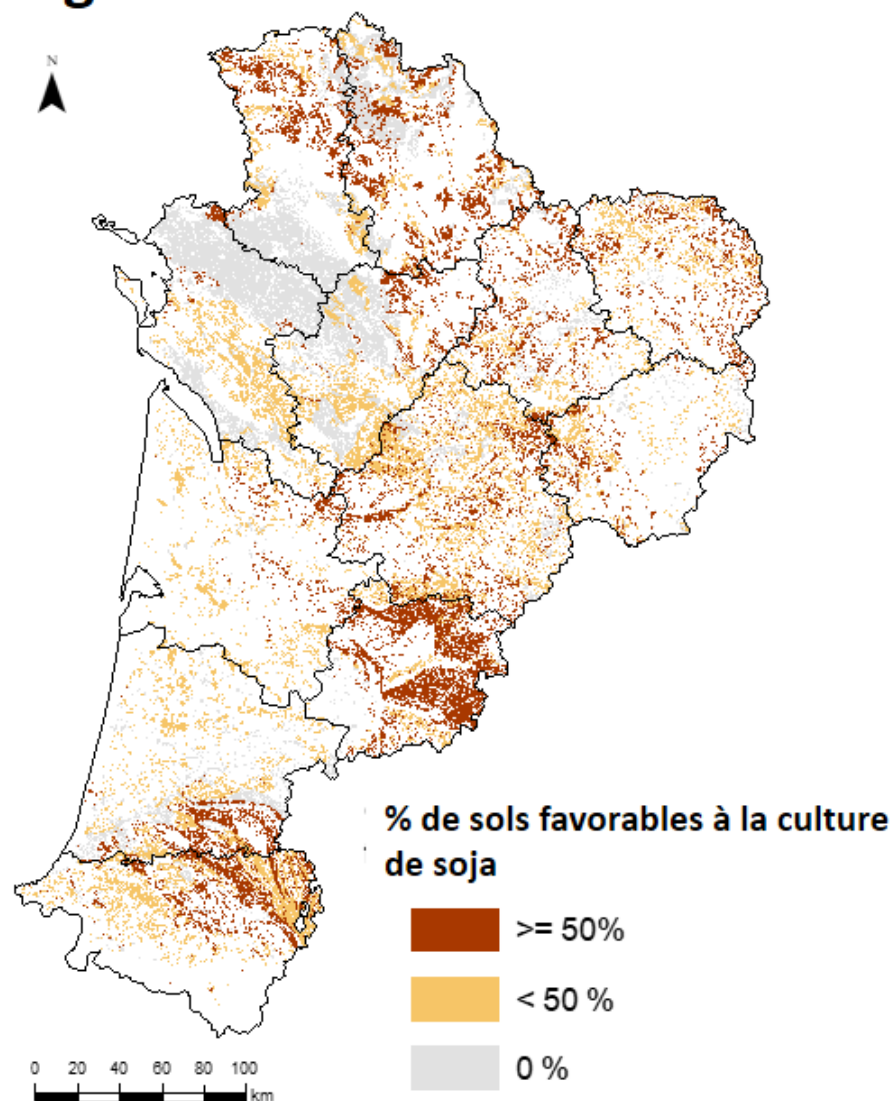 N
% de sols favorables à la culture
de soja
>= 50%
< 50 %
0 %
0 20 40 60 80 100
km